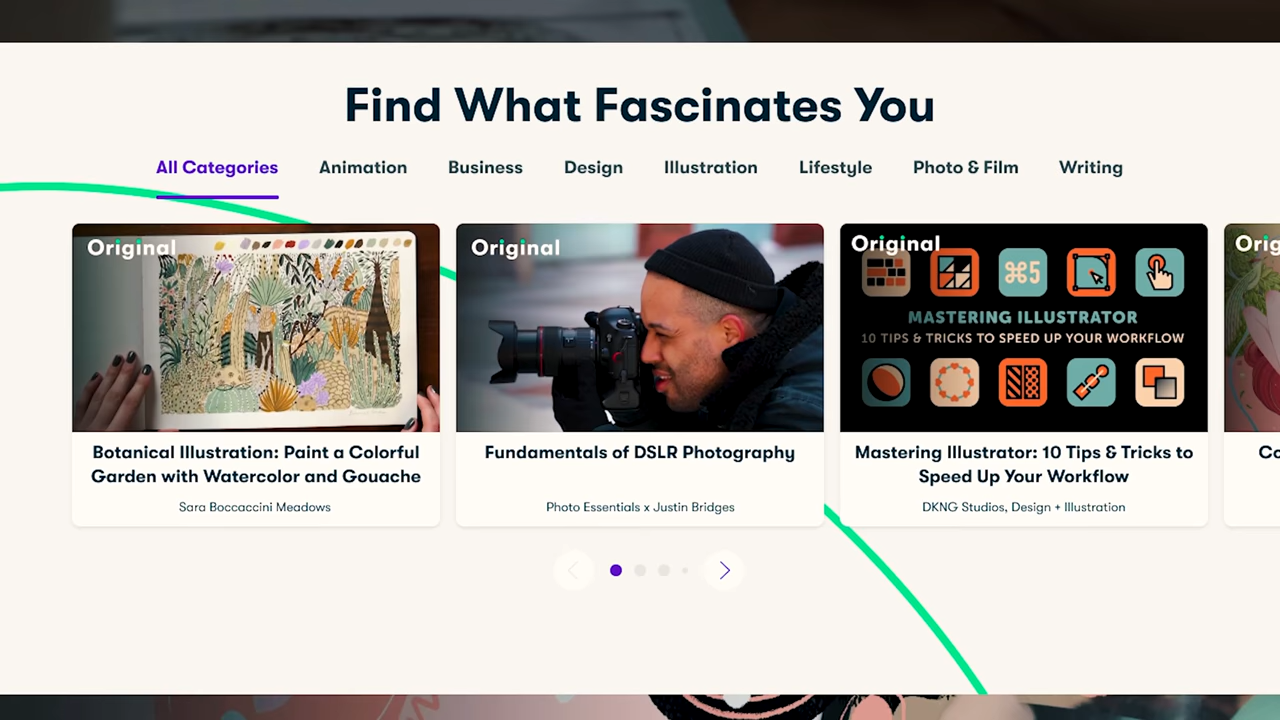 Find What Fascinates You
All Categories Animation Business Design Illustration Lifestyle Photo & Film Writing
Original
Original
Original
⌘5
MASTERING ILLUSTRATOR
10 TIPS & TRICKS TO SPEED UP YOUR WORKFLOW
Botanical Illustration: Paint a Colorful
Garden with Watercolor and Gouache
Sara Boccaccini Meadows
Fundamentals of DSLR Photography
Photo Essentials x Justin Bridges
Mastering Illustrator: 10 Tips & Tricks to
Speed Up Your Workflow
DKNG Studios, Design + Illustration